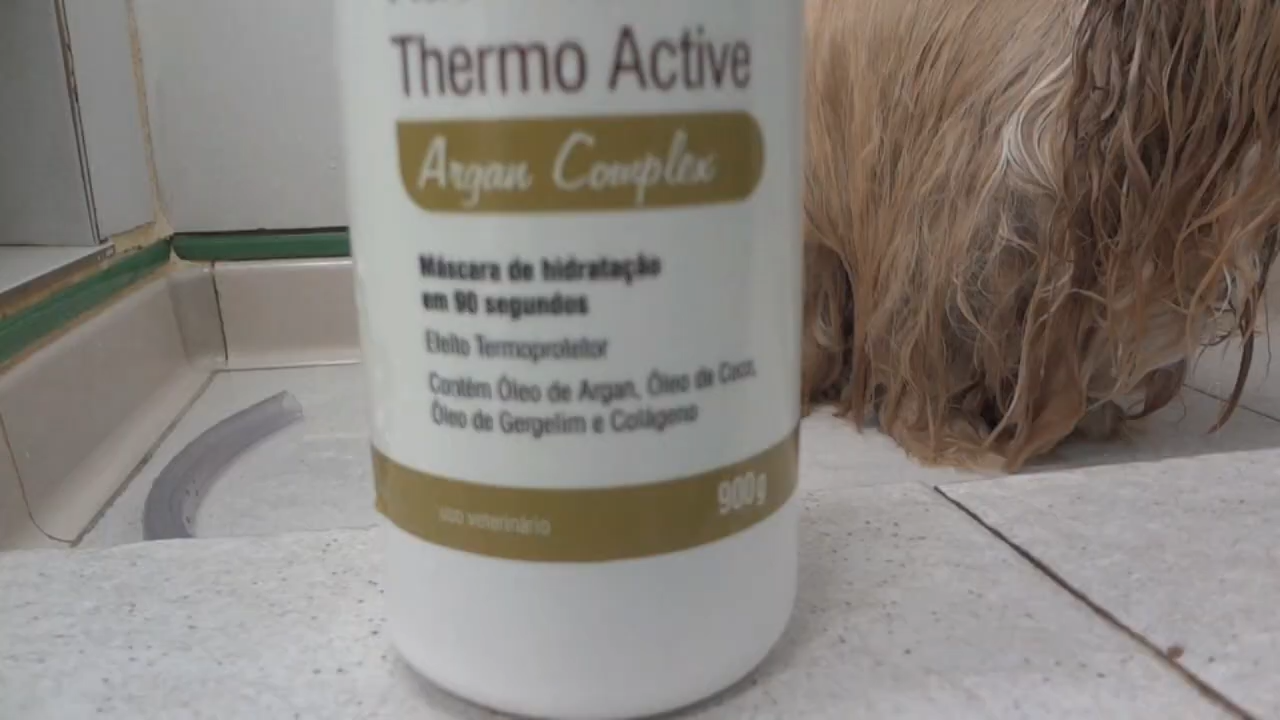 Thermo Active
Argan Complex
Máscara de hidratação
em 90 segundos
Efeito Termoprotetor
Contém Óleo de Argan, Óleo de Coco,
Óleo de Gergelim e Colágeno
900g
uso veterinário